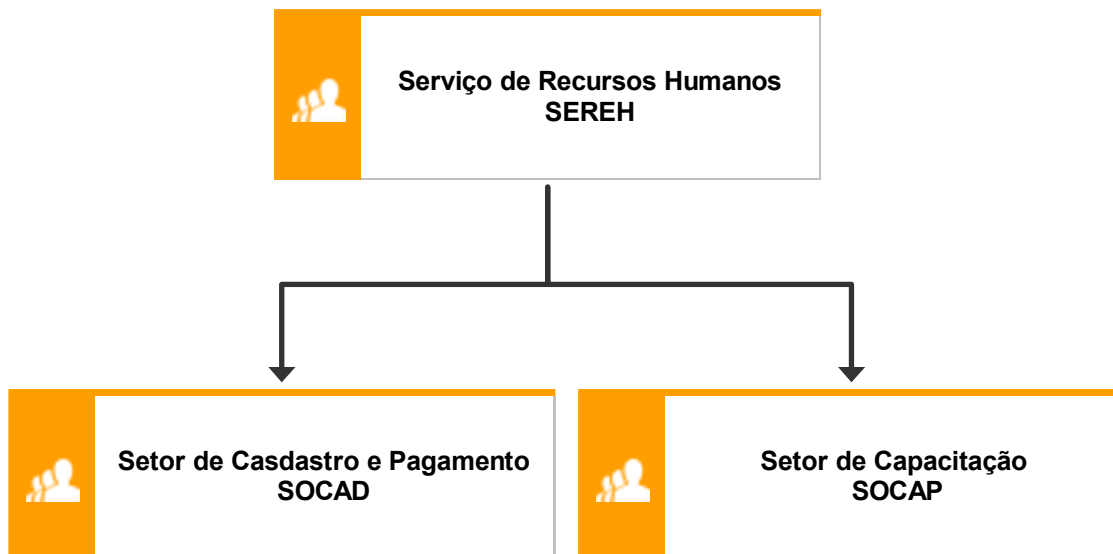 Serviço de Recursos Humanos
SEREH
Setor de Casdastro e Pagamento
SOCAD
Setor de Capacitação
SOCAP